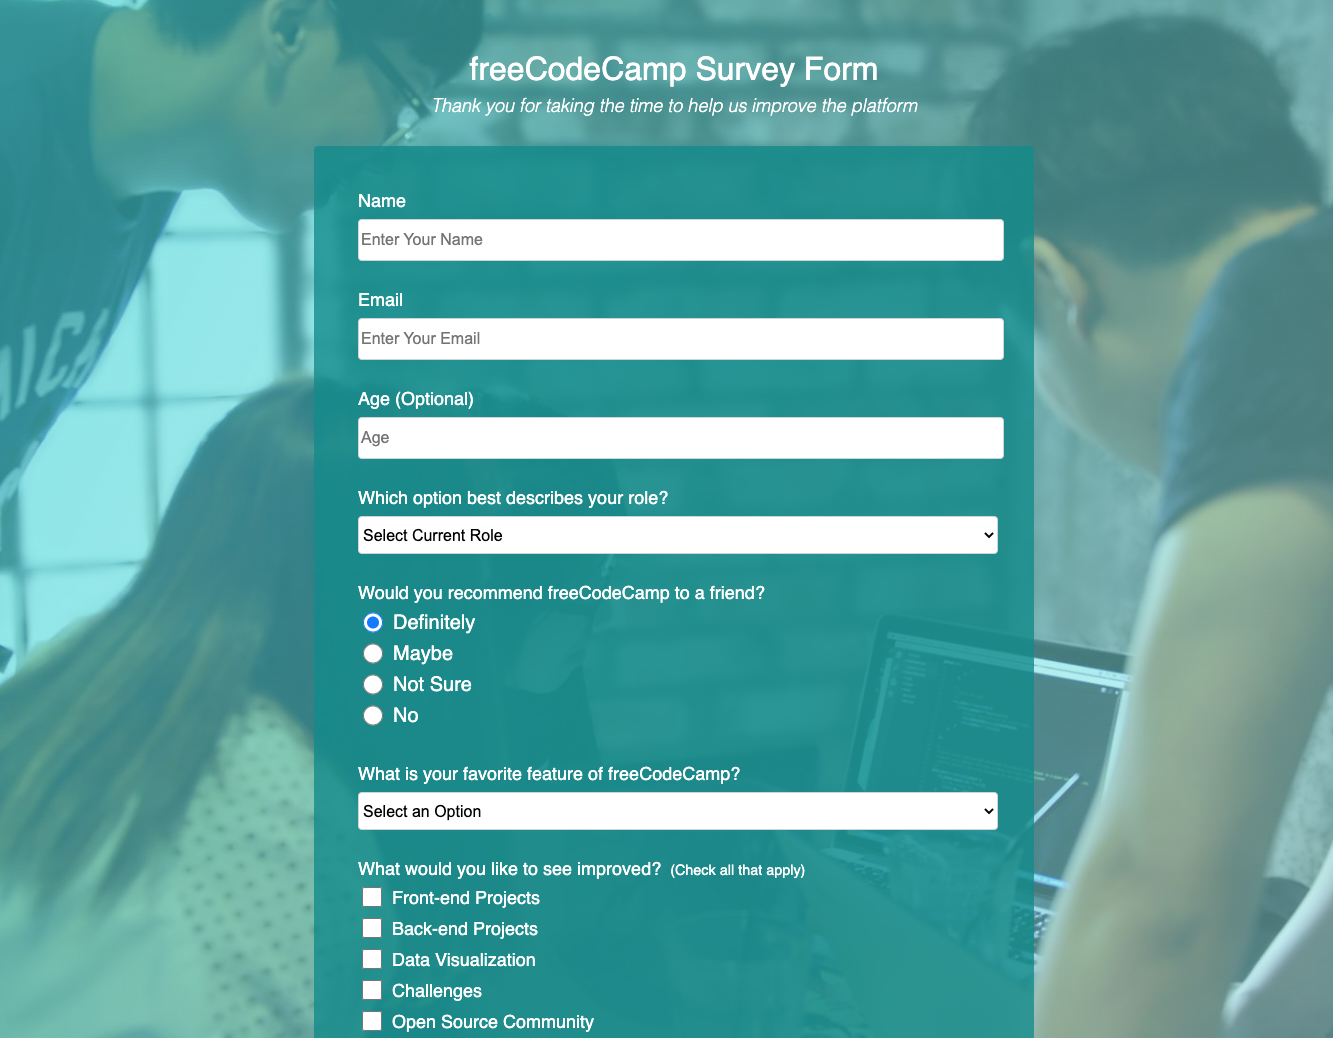 freeCodeCamp Survey Form
Thank you for taking the time to help us improve the platform
Name
Enter Your Name
Email
Enter Your Email
Age (Optional)
Age
Which option best describes your role?
Select Current Role
Would you recommend freeCodeCamp to a friend?
Definitely
Maybe
Not Sure
No
What is your favorite feature of freeCodeCamp?
Select an Option
What would you like to see improved? (Check all that apply)
Front-end Projects
Back-end Projects
Data Visualization
Challenges
Open Source Community